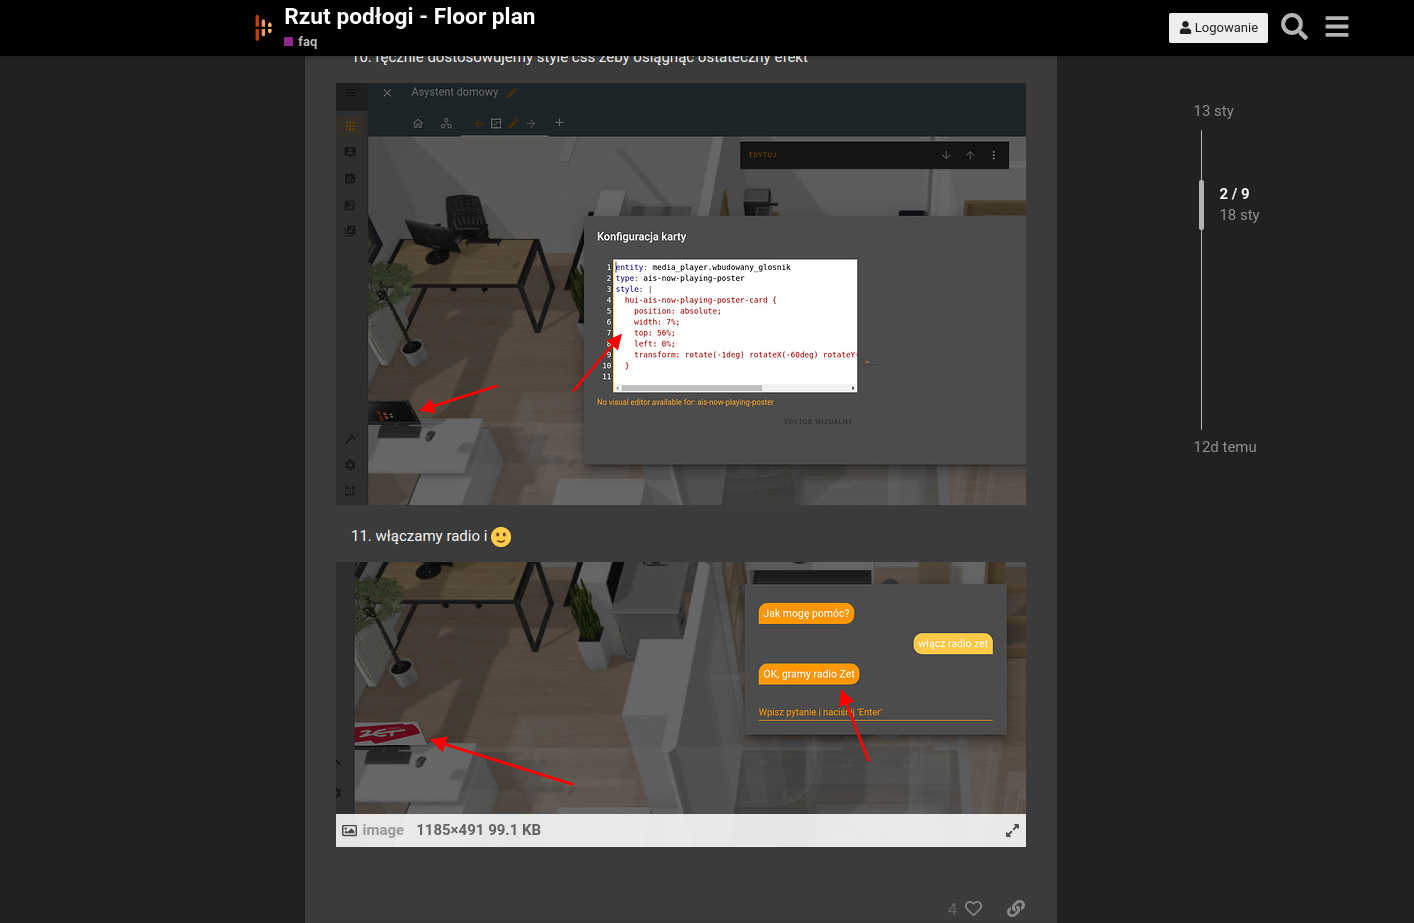 Rzut podłogi - Floor plan
faq
Logowanie
10. ręcznie dostosowujemy style css żeby osiągnąć ostateczny efekt
13 sty
2 / 9
18 sty
12d temu
Asystent domowy
EDYTUJ
Konfiguracja karty
1 entity: media_player.wbudowany_glosnik
2 type: ais-now-playing-poster
3 style: |
4 hui-ais-now-playing-poster-card {
5 position: absolute;
6 width: 7%;
7 top: 56%;
8 left: 0%;
9 transform: rotate(-1deg) rotateX(-60deg) rotateY
10 }
11
No visual editor available for: ais-now-playing-poster
EDYTOR WIZUALNY
11. włączamy radio i
Jak mogę pomóc?
włącz radio zet
OK, gramy radio Zet
Wpisz pytanie i naciśnij 'Enter'
ZET
image 1185×491 99.1 KB
4